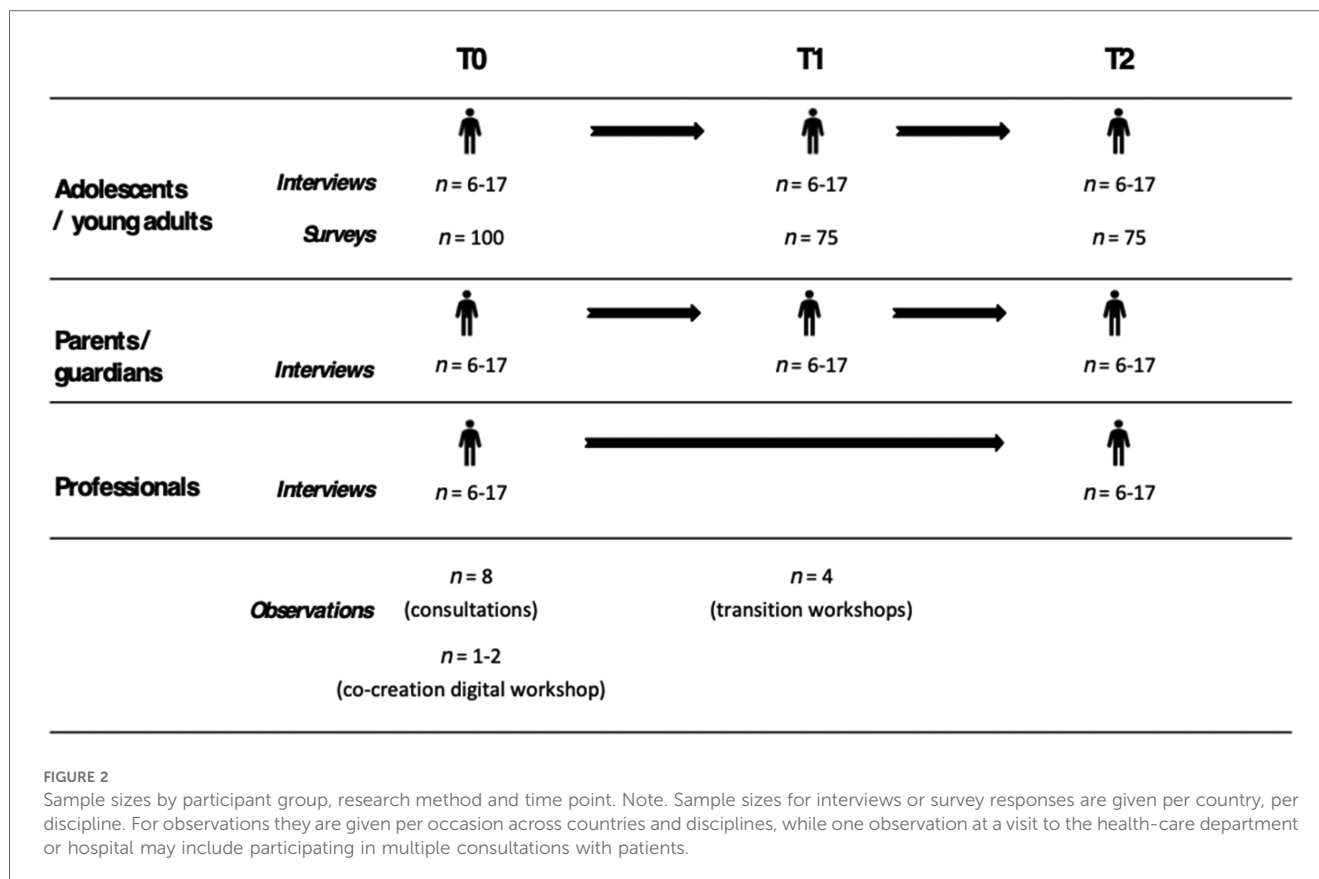 T0 T1 T2
Adolescents
/ young adults
Interviews n = 6-17 n = 6-17 n = 6-17
Surveys n = 100 n = 75 n = 75
Parents/
guardians
Interviews n = 6-17 n = 6-17 n = 6-17
Professionals Interviews n = 6-17 n = 6-17
n = 8 n = 4
Observations (consultations) (transition workshops)
n = 1-2
(co-creation digital workshop)
FIGURE 2
Sample sizes by participant group, research method and time point. Note. Sample sizes for interviews or survey responses are given per country, per
discipline. For observations they are given per occasion across countries and disciplines, while one observation at a visit to the health-care department
or hospital may include participating in multiple consultations with patients.